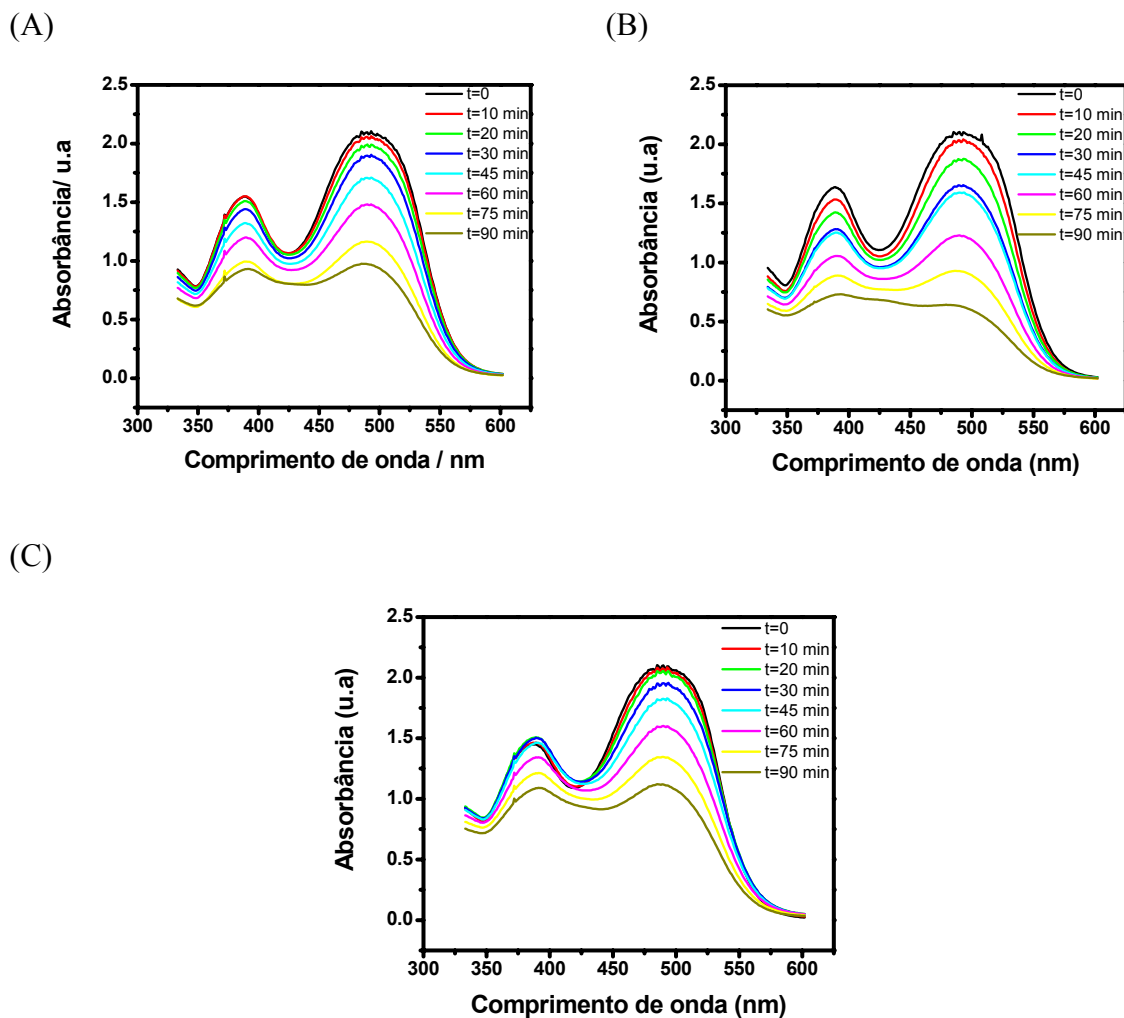 (A)
2.5
2.0
1.5
1.0
0.5
0.0
Absorbância/ u.a
300 350 400 450 500 550 600
Comprimento de onda / nm
t=0
t=10 min
t=20 min
t=30 min
t=45 min
t=60 min
t=75 min
t=90 min
(B)
2.5
2.0
1.5
1.0
0.5
0.0
Absorbância (u.a)
300 350 400 450 500 550 600
Comprimento de onda (nm)
t=0
t=10 min
t=20 min
t=30 min
t=45 min
t=60 min
t=75 min
t=90 min
(C)
2.5
2.0
1.5
1.0
0.5
0.0
Absorbância (u.a)
300 350 400 450 500 550 600
Comprimento de onda (nm)
t=0
t=10 min
t=20 min
t=30 min
t=45 min
t=60 min
t=75 min
t=90 min